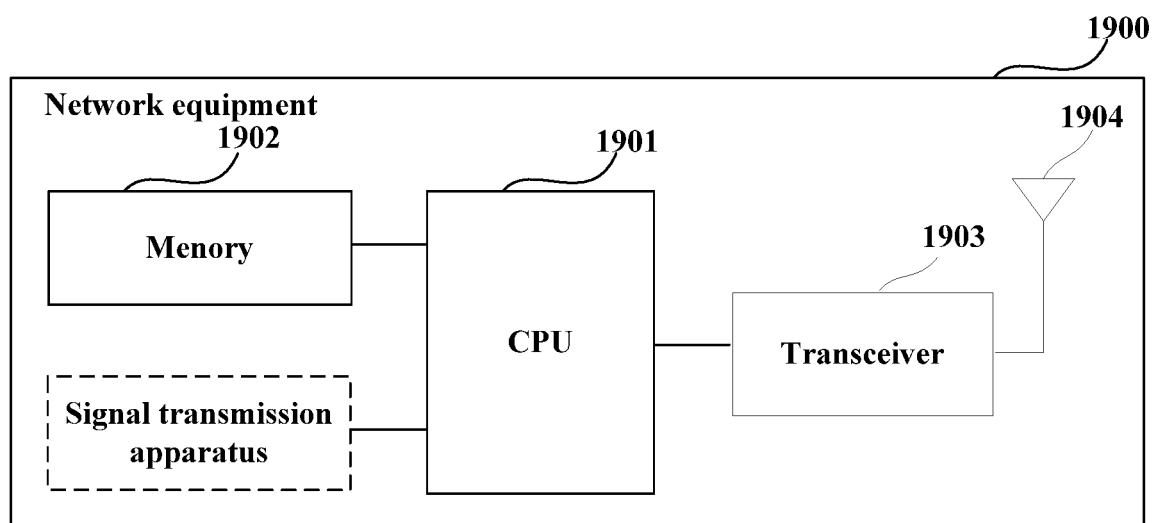 1900
Network equipment
1904
1902
1901
1903
Menory
CPU
Transceiver
Signal transmission
apparatus